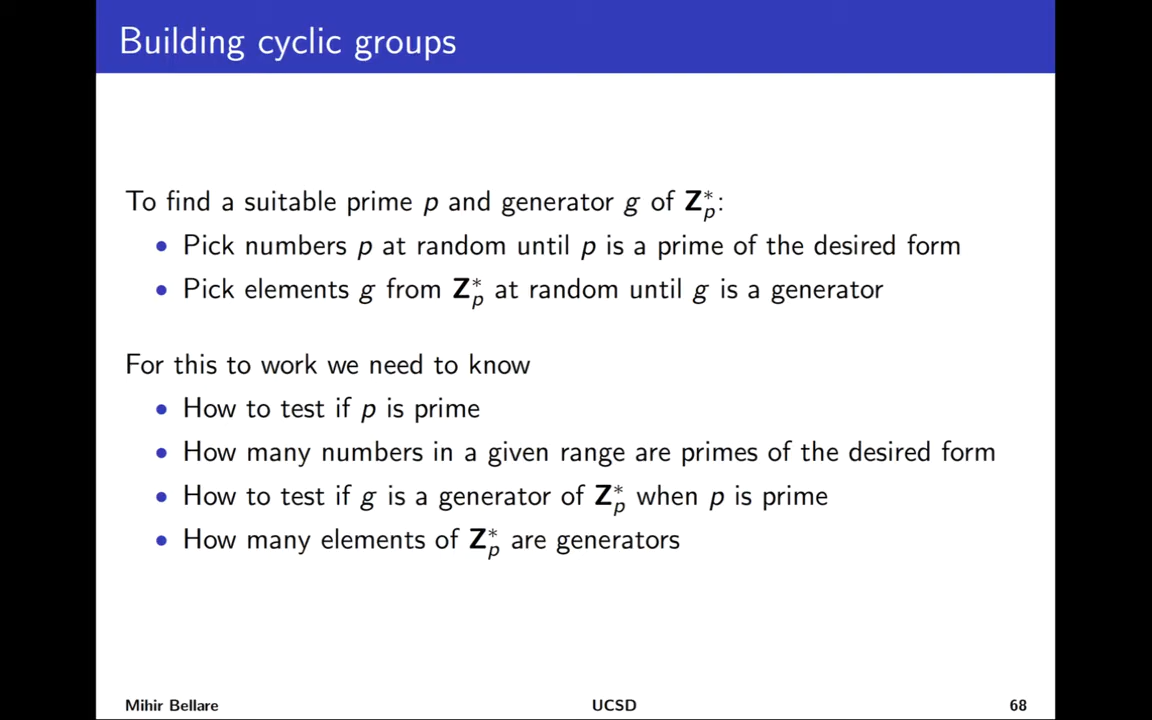 Building cyclic groups
To find a suitable prime p and generator g of Z*p:
• Pick numbers p at random until p is a prime of the desired form
• Pick elements g from Z*p at random until g is a generator
For this to work we need to know
• How to test if p is prime
• How many numbers in a given range are primes of the desired form
• How to test if g is a generator of Z*p when p is prime
• How many elements of Z*p are generators
Mihir Bellare UCSD 68